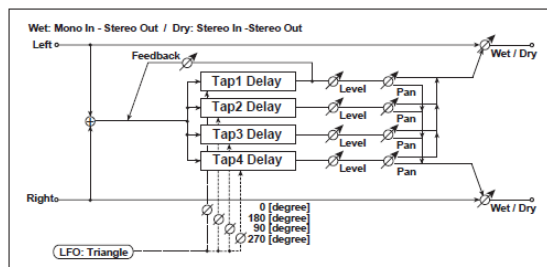 Wet: Mono In - Stereo Out / Dry: Stereo In -Stereo Out
Left
Feedback
Wet / Dry
Tap1 Delay
Level
Pan
Tap2 Delay
Level
Pan
Tap3 Delay
Level
Pan
Tap4 Delay
Level
Pan
Right
Wet / Dry
0 [degree]
180 [degree]
90 [degree]
270 [degree]
LFO: Triangle